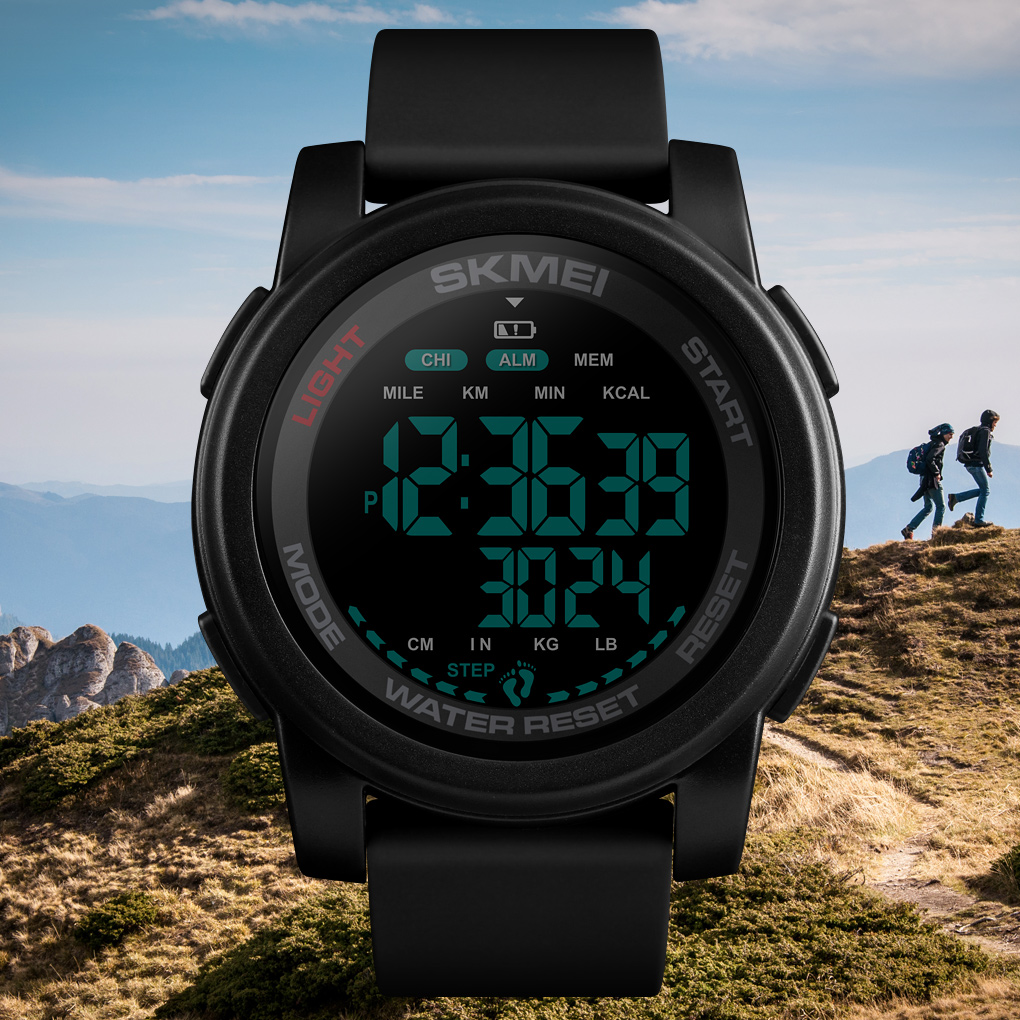 SKMEI
LIGHT
START
CHI ALM MEM
MILE KM MIN KCAL
P 12:36 39
3024
CM IN KG LB
STEP
MODE
RESET
WATER RESET